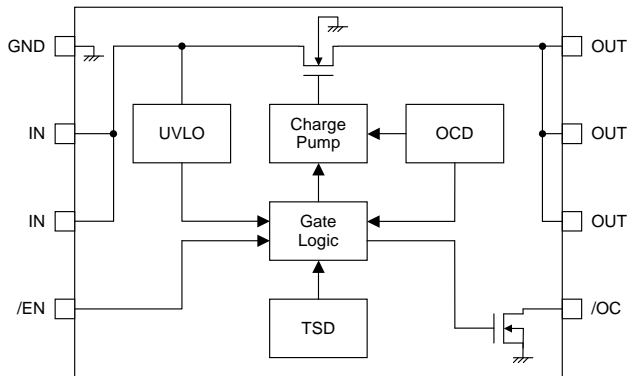 GND
OUT
IN
UVLO
Charge
Pump
OCD
OUT
IN
Gate
Logic
OUT
/EN
TSD
/OC